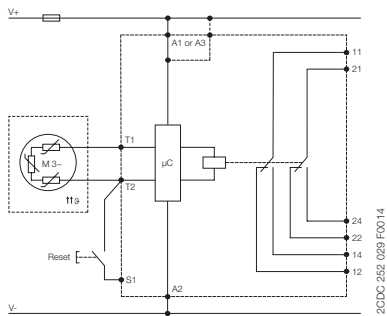 V+
A1 or A3
11
21
T1
M 3~
µC
T2
ϑ
24
Reset
22
14
S1
12
A2
V-
2CDC 252 029 F0014